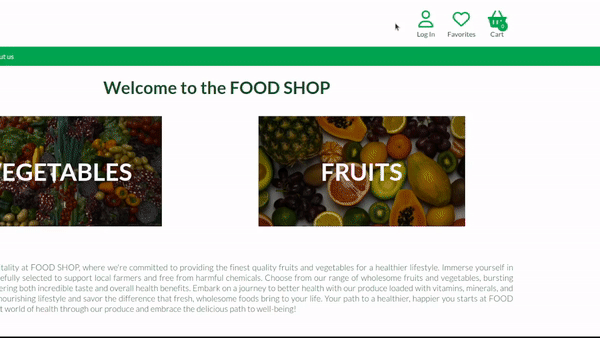 Log In Favorites Cart
0
ut us
Welcome to the FOOD SHOP
EGETABLES
FRUITS
tality at FOOD SHOP, where we're committed to providing the finest quality fruits and vegetables for a healthier lifestyle. Immerse yourself in
efully selected to support local farmers and free from harmful chemicals. Choose from our range of wholesome fruits and vegetables, bursting
ering both incredible taste and overall health benefits. Embark on a journey to better health with our produce loaded with vitamins, minerals, and
nourishing lifestyle and savor the difference that fresh, wholesome foods bring to your life. Your path to a healthier, happier you starts at FOOD
t world of health through our produce and embrace the delicious path to well-being!